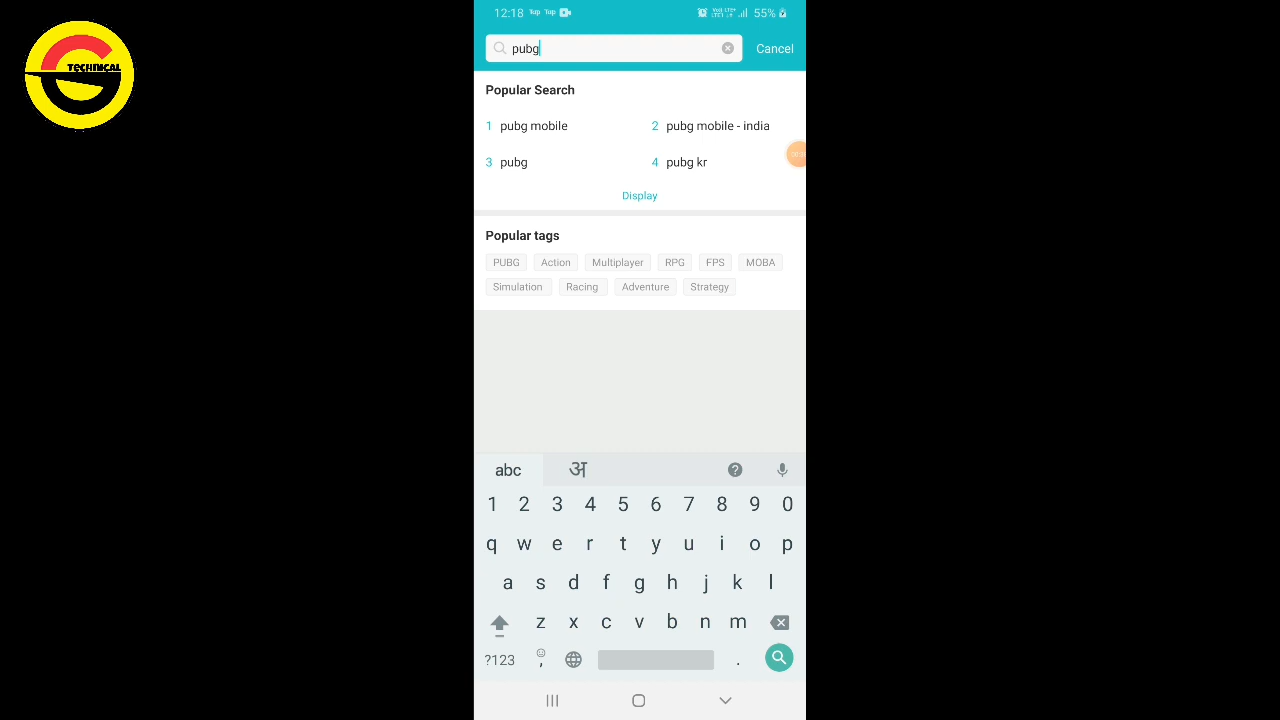 TECHNICAL
12:18 Tup Tup 55%
pubg Cancel
Popular Search
1 pubg mobile 2 pubg mobile - india
3 pubg 4 pubg kr
Display
Popular tags
PUBG Action Multiplayer RPG FPS MOBA
Simulation Racing Adventure Strategy
abc अ
1 2 3 4 5 6 7 8 9 0
q w e r t y u i o p
a s d f g h j k l
z x c v b n m
?123 , .